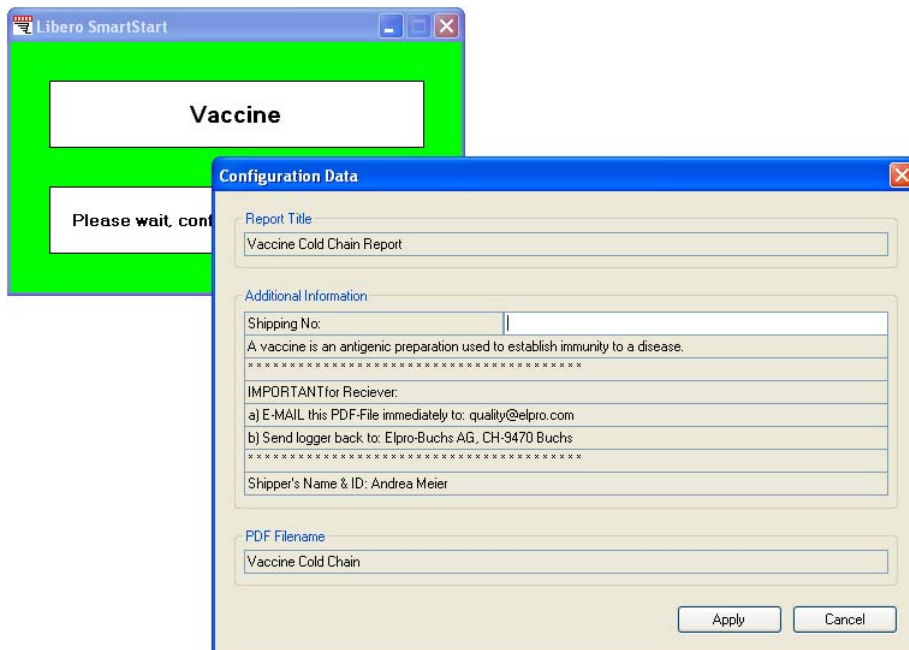 Libero SmartStart
Vaccine
Please wait, conf
Configuration Data
Report Title
Vaccine Cold Chain Report
Additional Information
Shipping No:
A vaccine is an antigenic preparation used to establish immunity to a disease.
* * * * * * * * * * * * * * * * * * * * * * * * * * * * * * * * * * * * * * * *
IMPORTANTfor Reciever:
a) E-MAIL this PDF-File immediately to: quality@elpro.com
b) Send logger back to: Elpro-Buchs AG, CH-9470 Buchs
* * * * * * * * * * * * * * * * * * * * * * * * * * * * * * * * * * * * * * * *
Shipper's Name & ID: Andrea Meier
PDF Filename
Vaccine Cold Chain
Apply Cancel